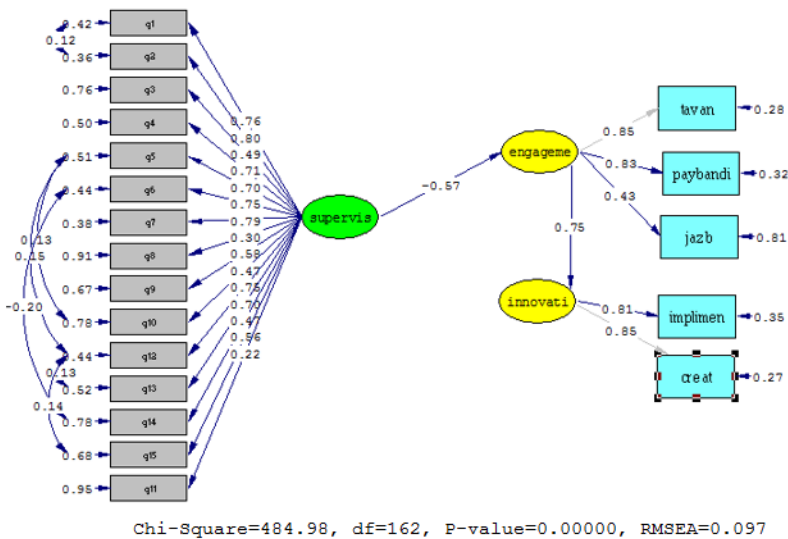 0.42 q1
0.12
0.36 q2
0.76 q3
0.50 q4
0.51 q5
0.44 q6
0.38 q7
0.91 q8
0.67 q9
0.78 q10
0.44 q12
0.52 q13
0.78 q14
0.68 q15
0.95 q11
0.13
0.15
-0.20
0.13
0.14
0.76
0.80
0.49
0.71
0.70
0.75
0.79
0.30
0.58
0.47
0.75
0.70
0.47
0.56
0.22
supervis
-0.57
engageme
0.75
innovati
0.85
0.83
0.43
0.81
0.85
tavan 0.28
paybandi 0.32
jazb 0.81
implimen 0.35
creat 0.27
Chi-Square=484.98, df=162, P-value=0.00000, RMSEA=0.097